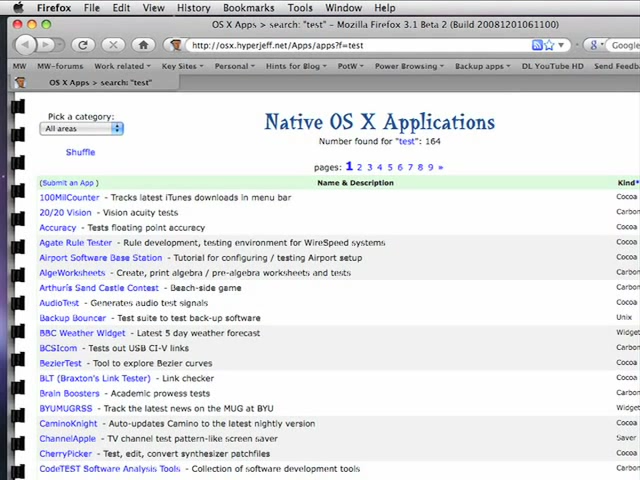 Firefox File Edit View History Bookmarks Tools Window Help
OS X Apps > search: "test" - Mozilla Firefox 3.1 Beta 2 (Build 20081201061100)
http://osx.hyperjeff.net/Apps/apps?f=test
Google
MW MW-forums Work related Key Sites Personal Hints for Blog PotW Power Browsing Backup apps DL YouTube HD Send Feedba
OS X Apps > search: "test"
Pick a category:
All areas
Shuffle
Native OS X Applications
Number found for "test": 164
pages: 1 2 3 4 5 6 7 8 9 »
(Submit an App ) Name & Description Kind*
100MilCounter - Tracks latest iTunes downloads in menu bar Cocoa
20/20 Vision - Vision acuity tests Carbon
Accuracy - Tests floating point accuracy Cocoa
Agate Rule Tester - Rule development, testing environment for WireSpeed systems Cocoa
Airport Software Base Station - Tutorial for configuring / testing Airport setup Cocoa
AlgeWorksheets - Create, print algebra / pre-algebra worksheets and tests Carbon
Arthur's Sand Castle Contest - Beach-side game Carbon
AudioTest - Generates audio test signals Cocoa
Backup Bouncer - Test suite to test back-up software Unix
BBC Weather Widget - Latest 5 day weather forecast Widget
BCSIcom - Tests out USB CI-V links Carbon
BezierTest - Tool to explore Bezier curves Cocoa
BLT (Braxton's Link Tester) - Link checker Carbon
Brain Boosters - Academic prowess tests Carbon
BYUMUGRSS - Track the latest news on the MUG at BYU Widget
CaminoKnight - Auto-updates Camino to the latest nightly version Cocoa
ChannelApple - TV channel test pattern-like screen saver Saver
CherryPicker - Test, edit, convert synthesizer patchfiles Cocoa
CodeTEST Software Analysis Tools - Collection of software development tools Cocoa